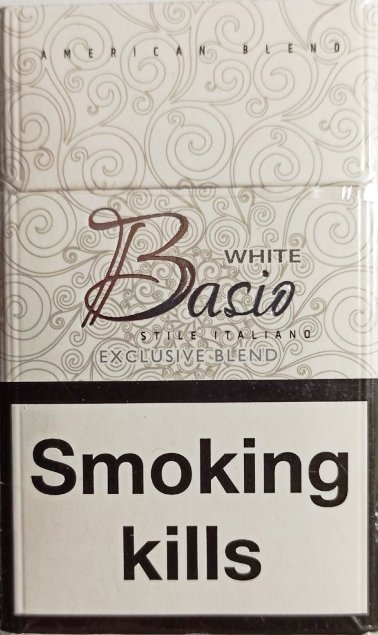 AMERICAN BLEND
WHITE
Basio
STILE ITALIANO
EXCLUSIVE BLEND
Smoking
kills